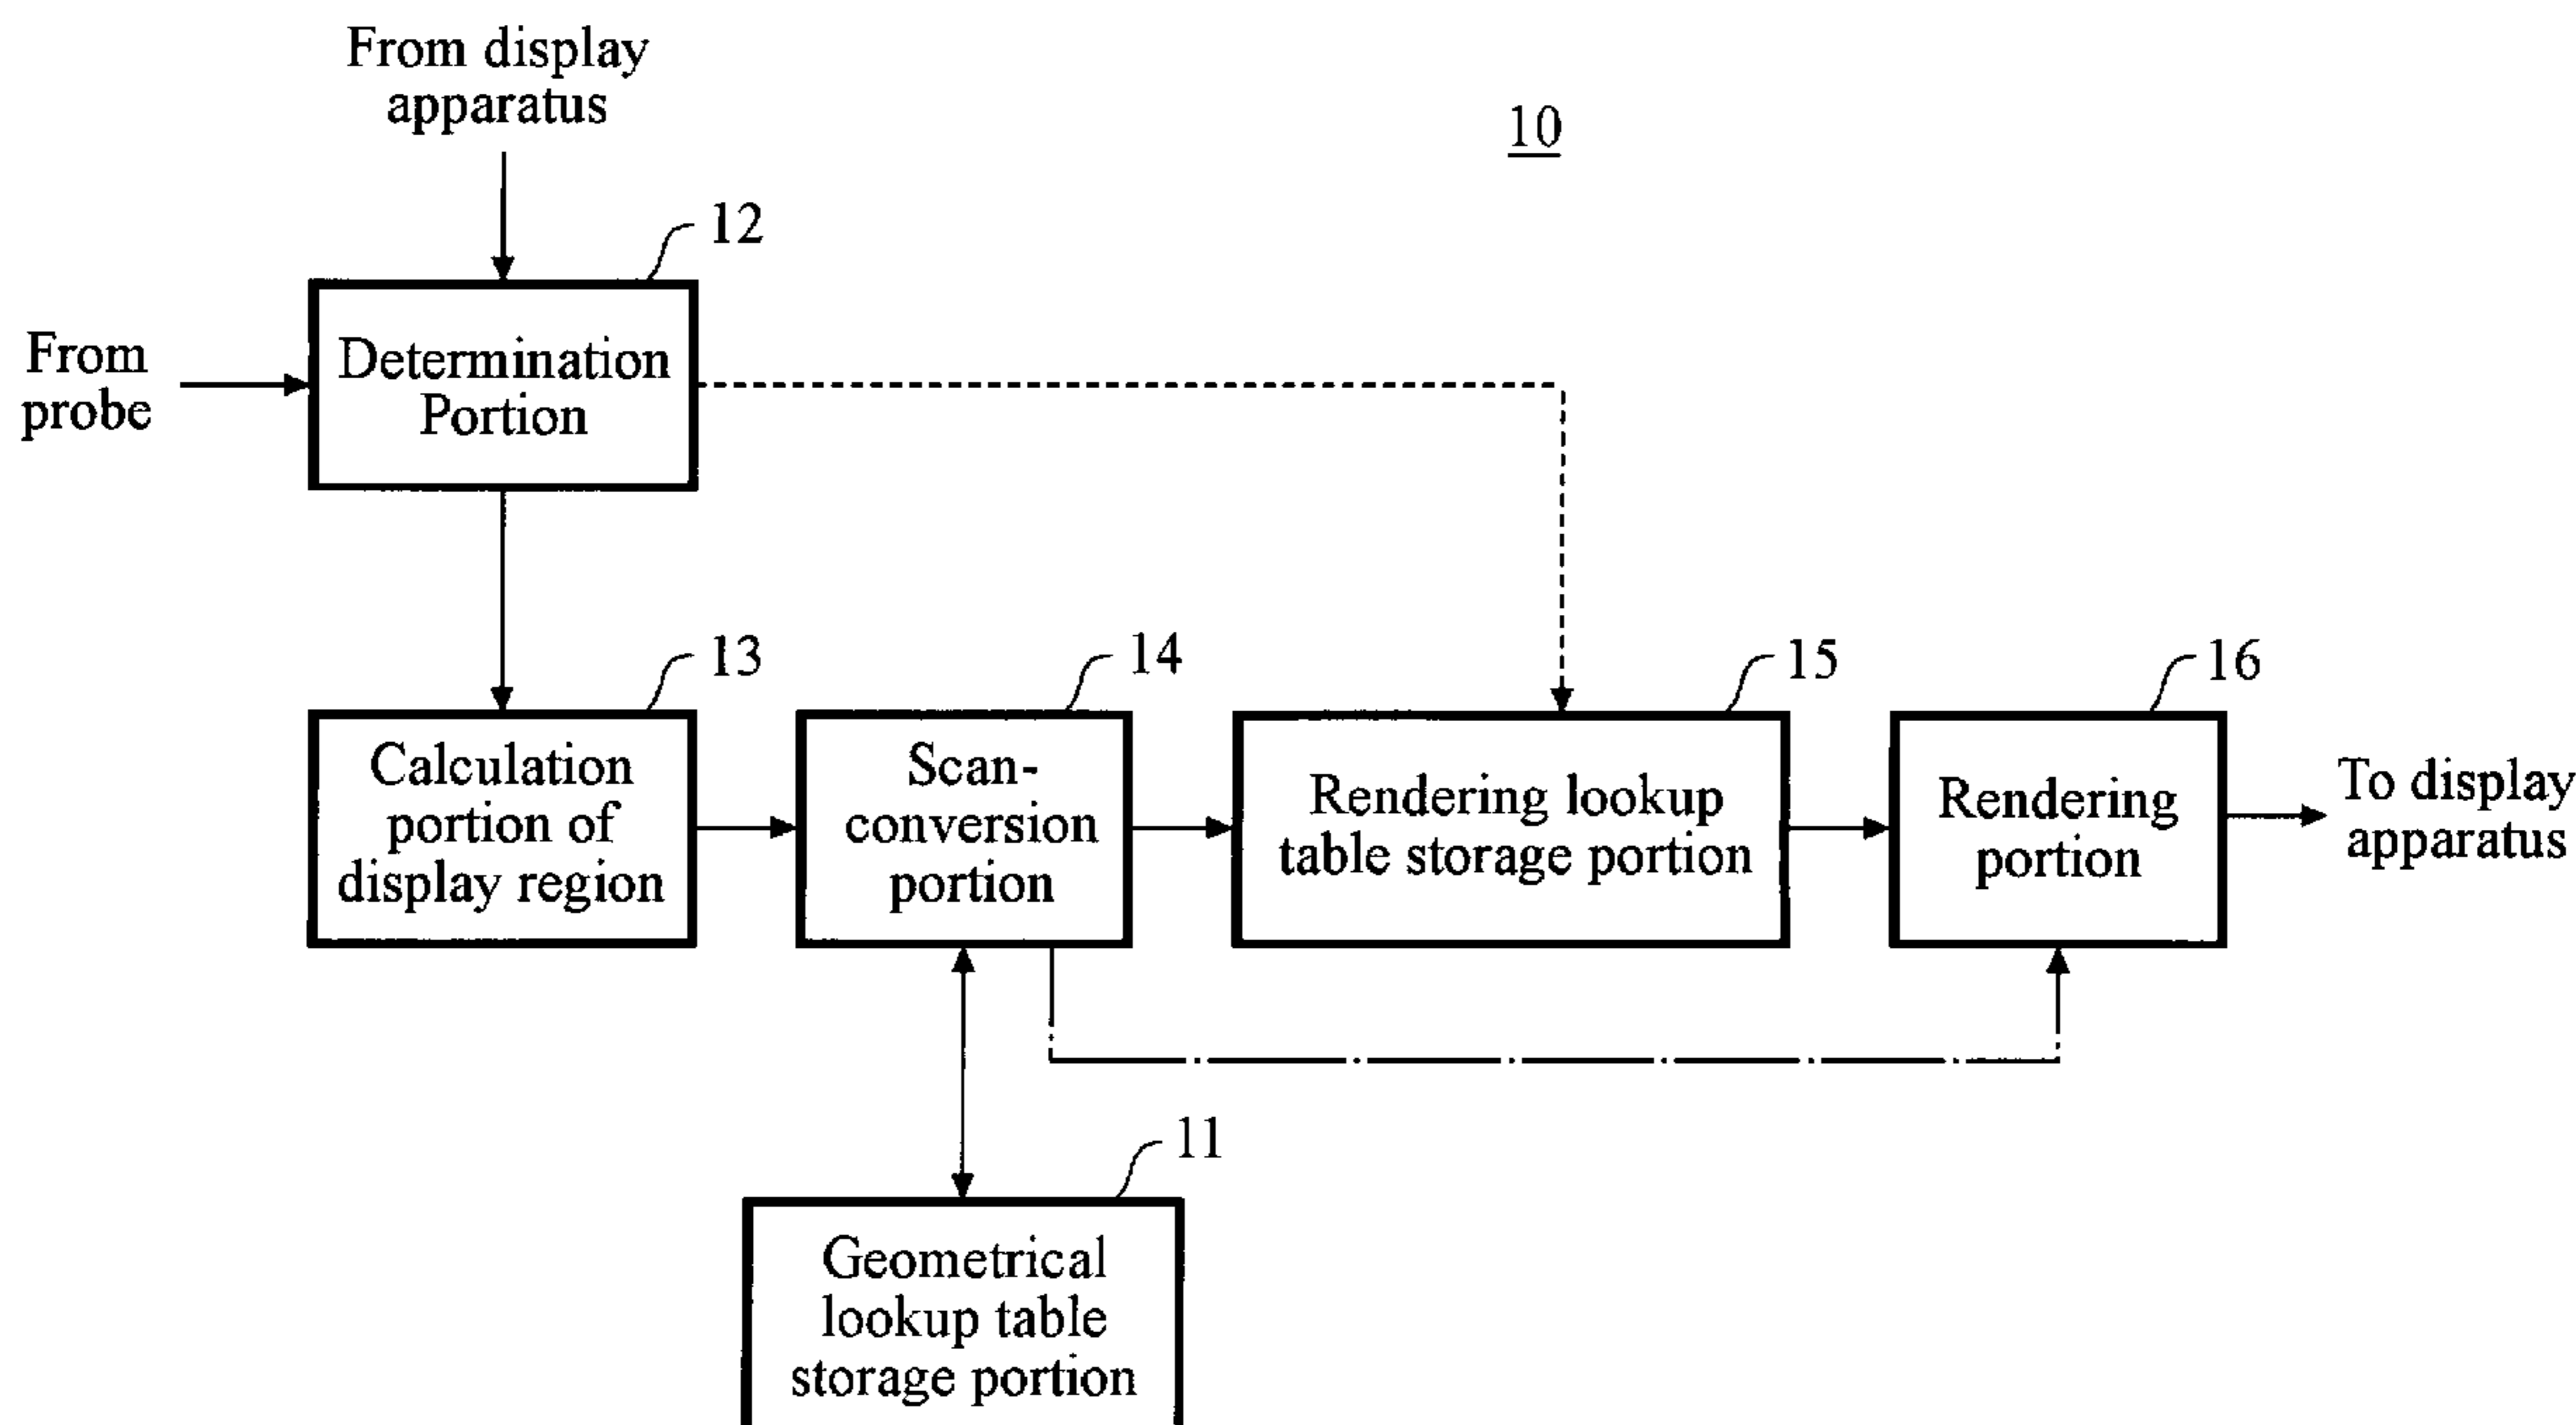 From display
apparatus
10
12
From
probe
Determination
Portion
13
14
15
16
Calculation
portion of
display region
Scan-
conversion
portion
Rendering lookup
table storage portion
Rendering
portion
To display
apparatus
11
Geometrical
lookup table
storage portion